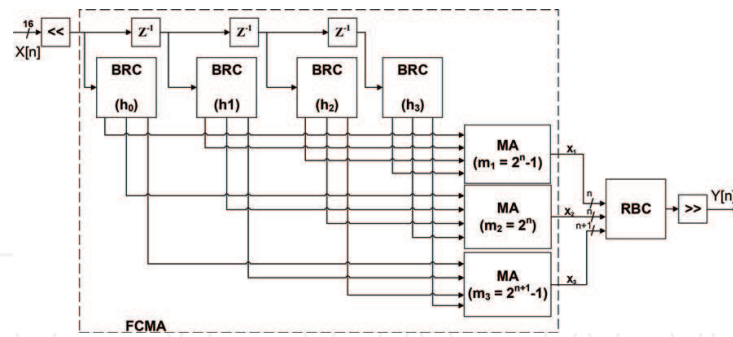 16
X[n]
<<
Z⁻¹
Z⁻¹
Z⁻¹
BRC
(h₀)
BRC
(h1)
BRC
(h₂)
BRC
(h₃)
MA
(m₁ = 2ⁿ-1)
X₁
MA
(m₂ = 2ⁿ)
X₂
MA
(m₃ = 2ⁿ⁺¹-1)
X₃
n
n
n+1
RBC
>>
Y[n]
FCMA